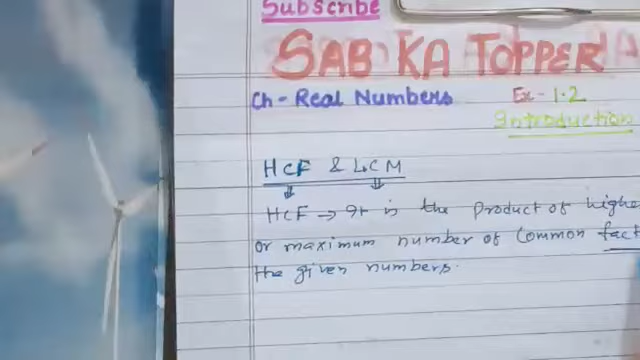 Subscribe
SAB KA TOPPER
Ch - Real Numbers Ex - 1.2
Introduction
HCF & LCM
HCF → It is the product of highe
or maximum number of common fact
the given numbers.